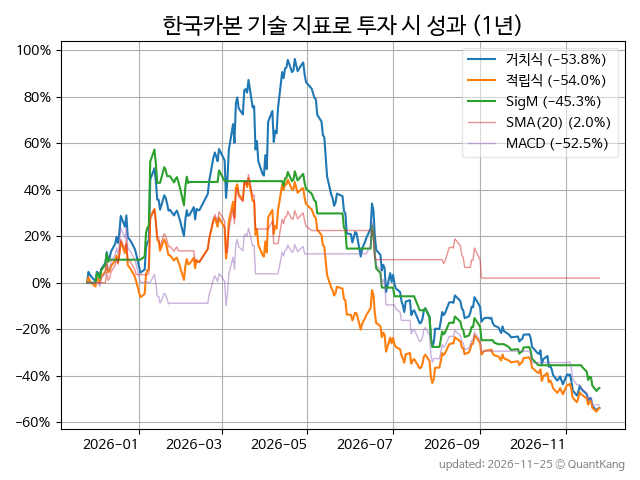 한국카본 기술 지표로 투자 시 성과 (1년)
100%
80%
60%
40%
20%
0%
−20%
−40%
−60%
거치식 (−53.8%)
적립식 (−54.0%)
SigM (−45.3%)
SMA(20) (2.0%)
MACD (−52.5%)
2026-01 2026-03 2026-05 2026-07 2026-09 2026-11
updated: 2026-11-25 © QuantKang